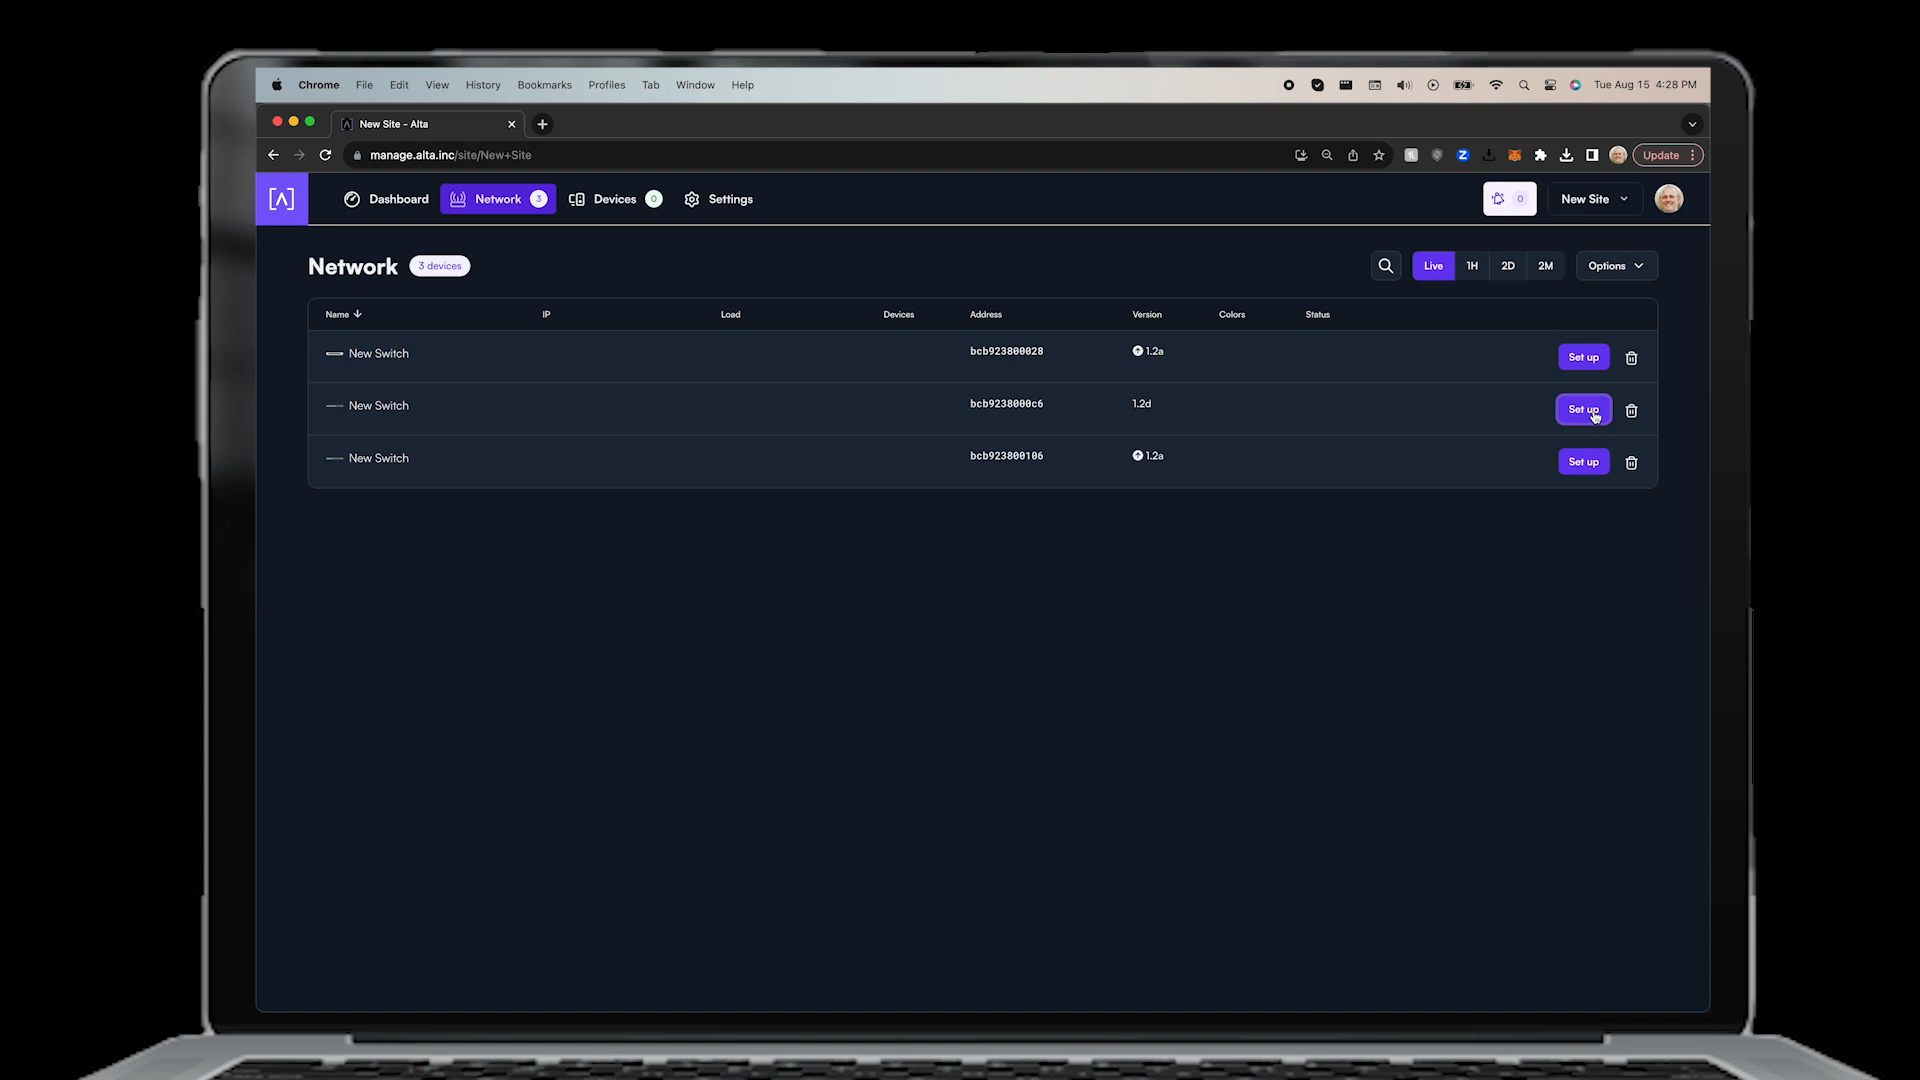 Chrome File Edit View History Bookmarks Profiles Tab Window Help Tue Aug 15 4:28 PM
New Site - Alta
manage.alta.inc/site/New+Site Update
Dashboard Network 3 Devices 0 Settings 0 New Site
Network 3 devices Live 1H 2D 2M Options
Name IP Load Devices Address Version Colors Status
New Switch bcb923800028 1.2a Set up
New Switch bcb9238000c6 1.2d Set up
New Switch bcb923800106 1.2a Set up